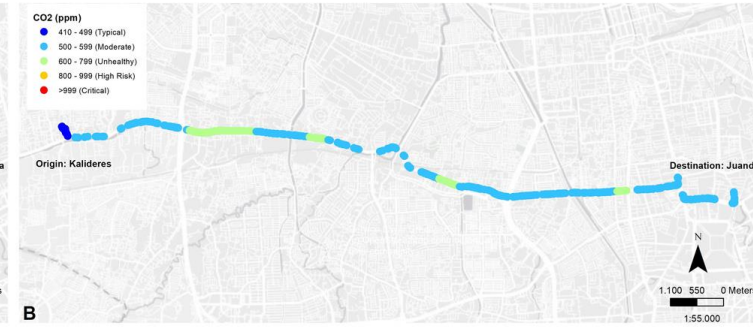 CO2 (ppm)
410 - 499 (Typical)
500 - 599 (Moderate)
600 - 799 (Unhealthy)
800 - 999 (High Risk)
>999 (Critical)
a
Origin: Kalideres
Destination: Juand
N
s
1.100 550 0 Meters
1:55.000
B